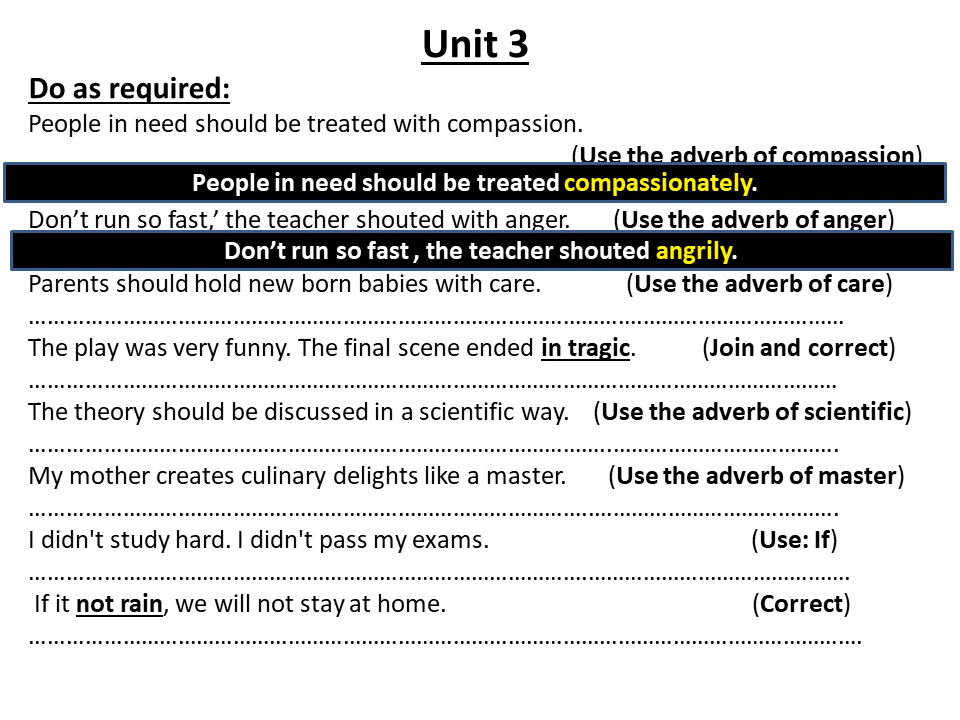 Unit 3
Do as required:
People in need should be treated with compassion.
(Use the adverb of compassion)
People in need should be treated compassionately.
Don’t run so fast,’ the teacher shouted with anger. (Use the adverb of anger)
Don’t run so fast , the teacher shouted angrily.
Parents should hold new born babies with care. (Use the adverb of care)
……………………………………………………………………………………………………………………
The play was very funny. The final scene ended in tragic. (Join and correct)
……………………………………………………………………………………………………………………
The theory should be discussed in a scientific way. (Use the adverb of scientific)
……………………………………………………………………………………………………………………
My mother creates culinary delights like a master. (Use the adverb of master)
……………………………………………………………………………………………………………………
I didn't study hard. I didn't pass my exams. (Use: If)
……………………………………………………………………………………………………………………
If it not rain, we will not stay at home. (Correct)
……………………………………………………………………………………………………………………